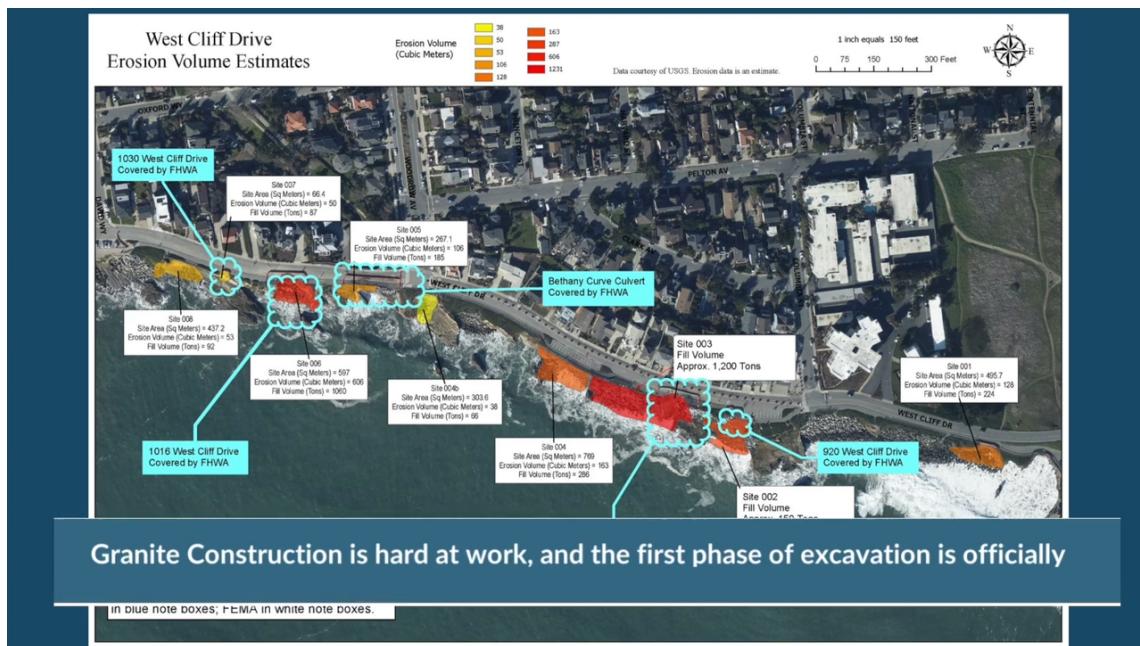 West Cliff Drive
Erosion Volume Estimates
Erosion Volume
(Cubic Meters)
38
50
53
106
128
163
287
606
1231
Data courtesy of USGS. Erosion data is an estimate.
1 inch equals 150 feet
0 75 150 300 Feet
N
W E
S
OXFORD WY
DAVID WY
PELTON AV
1030 West Cliff Drive
Covered by FHWA
Site 007
Site Area (Sq Meters) = 66.4
Erosion Volume (Cubic Meters) = 50
Fill Volume (Tons) = 87
Site 005
Site Area (Sq Meters) = 267.1
Erosion Volume (Cubic Meters) = 106
Fill Volume (Tons) = 185
WEST CLIFF DR
Bethany Curve Culvert
Covered by FHWA
Site 008
Site Area (Sq Meters) = 437.2
Erosion Volume (Cubic Meters) = 53
Fill Volume (Tons) = 92
Site 006
Site Area (Sq Meters) = 597
Erosion Volume (Cubic Meters) = 606
Fill Volume (Tons) = 1060
Site 004b
Site Area (Sq Meters) = 303.6
Erosion Volume (Cubic Meters) = 38
Fill Volume (Tons) = 66
Site 003
Fill Volume
Approx. 1,200 Tons
Site 001
Site Area (Sq Meters) = 495.7
Erosion Volume (Cubic Meters) = 128
Fill Volume (Tons) = 224
WEST CLIFF DR
1016 West Cliff Drive
Covered by FHWA
Site 004
Site Area (Sq Meters) = 769
Erosion Volume (Cubic Meters) = 163
Fill Volume (Tons) = 286
920 West Cliff Drive
Covered by FHWA
Site 002
Fill Volume
Approx. 150 Tons
Granite Construction is hard at work, and the first phase of excavation is officially
in blue note boxes; FEMA in white note boxes.